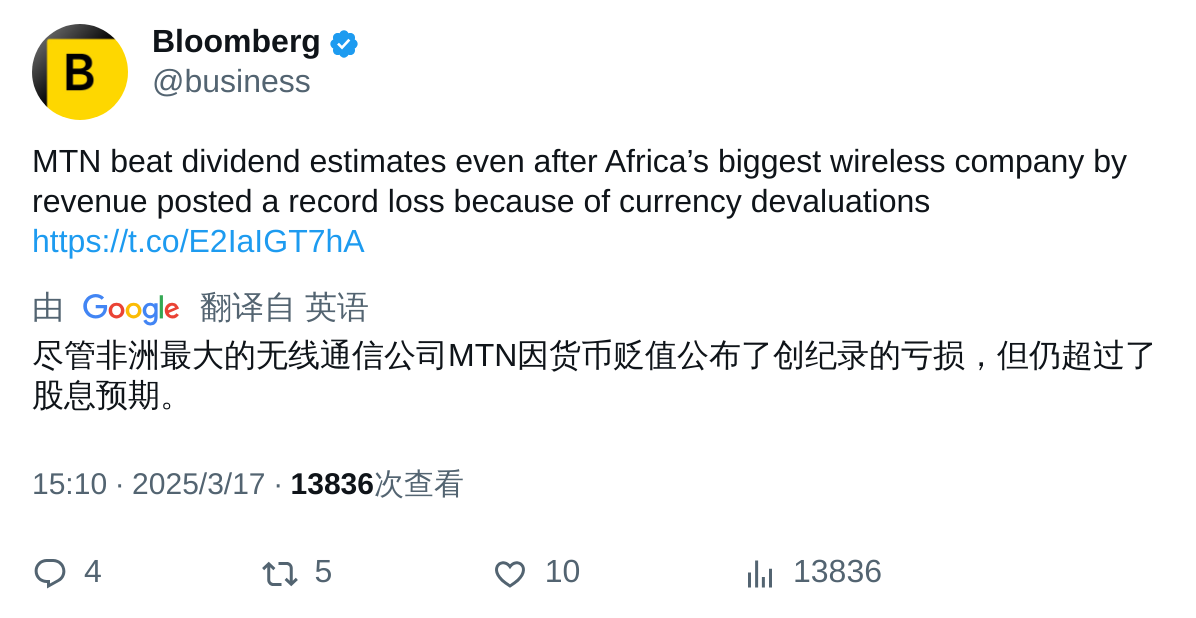 B
Bloomberg
@business
MTN beat dividend estimates even after Africa’s biggest wireless company by
revenue posted a record loss because of currency devaluations
https://t.co/E2IaIGT7hA
由 Google 翻译自 英语
尽管非洲最大的无线通信公司MTN因货币贬值公布了创纪录的亏损，但仍超过了
股息预期。
15:10 · 2025/3/17 · 13836次查看
4 5 10 13836